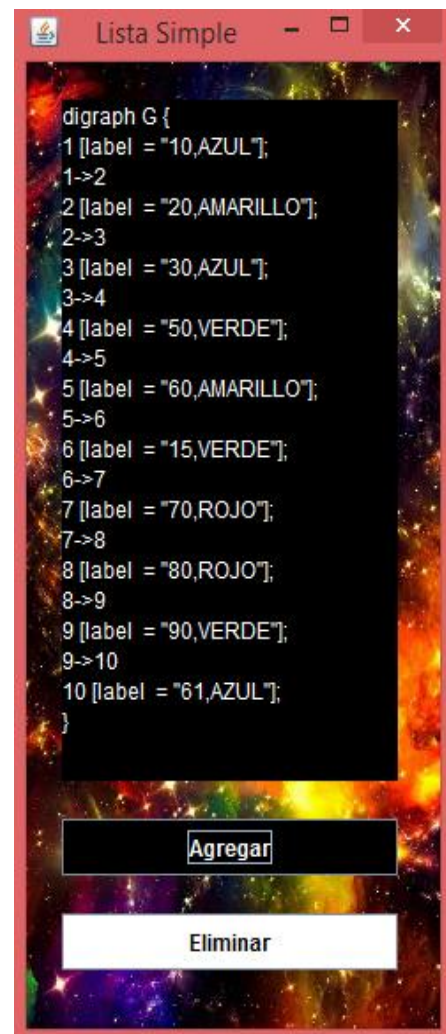 Lista Simple
digraph G {
1 [label = "10,AZUL"];
1->2
2 [label = "20,AMARILLO"];
2->3
3 [label = "30,AZUL"];
3->4
4 [label = "50,VERDE"];
4->5
5 [label = "60,AMARILLO"];
5->6
6 [label = "15,VERDE"];
6->7
7 [label = "70,ROJO"];
7->8
8 [label = "80,ROJO"];
8->9
9 [label = "90,VERDE"];
9->10
10 [label = "61,AZUL"];
}
Agregar
Eliminar